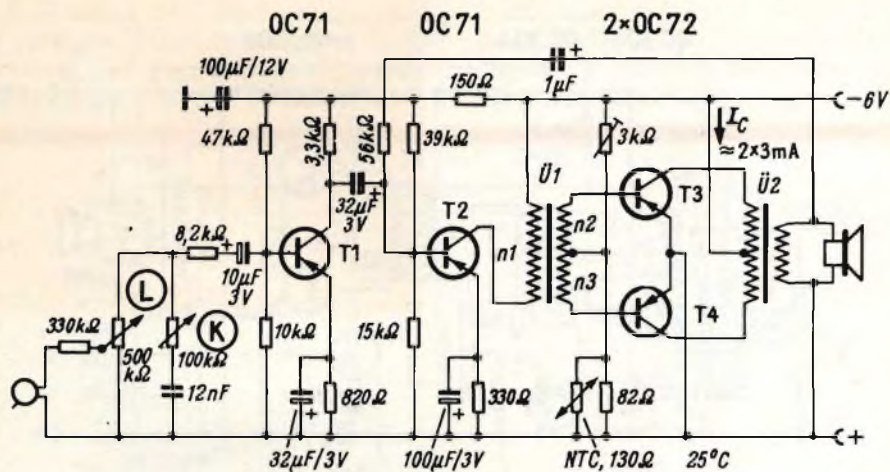 OC71 OC71 2×OC72
100µF/12V
150Ω
1µF
−6V
47kΩ
3,3kΩ
56kΩ
39kΩ
3kΩ
I_C
≈ 2×3mA
32µF
3V
Ü1
Ü2
T2
T3
8,2kΩ
T1
n1
n2
10µF
3V
n3
L
T4
K
330kΩ
500
kΩ
100kΩ
10kΩ
15kΩ
12nF
820Ω
330Ω
82Ω
32µF/3V
100µF/3V
NTC, 130Ω
25°C